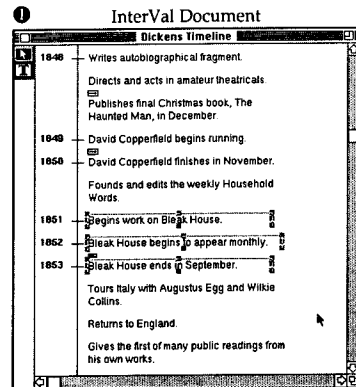 ❶ InterVal Document
Dickens Timeline
T
1848 Writes autobiographical fragment.
Directs and acts in amateur theatricals.
Publishes final Christmas book, The
Haunted Man, in December.
1849 David Copperfield begins running.
1850 David Copperfield finishes in November.
Founds and edits the weekly Household
Words.
1851 Begins work on Bleak House.
1852 Bleak House begins to appear monthly.
1853 Bleak House ends in September.
Tours Italy with Augustus Egg and Wilkie
Collins.
Returns to England.
Gives the first of many public readings from
his own works.